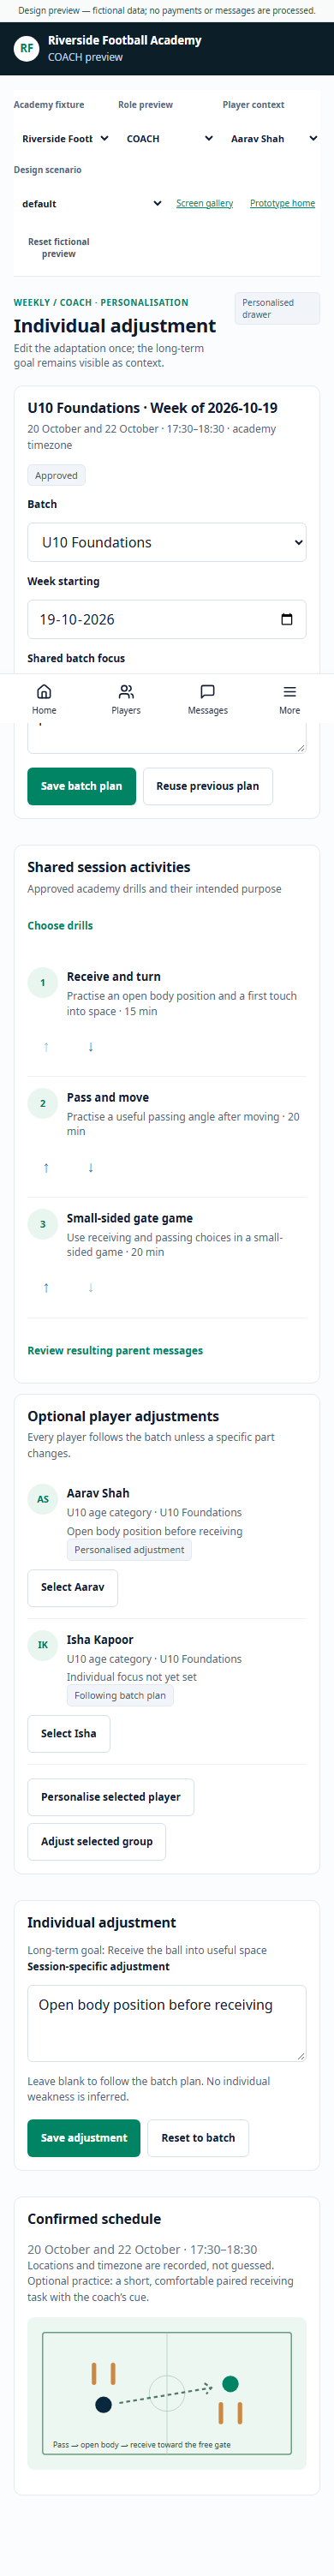 Design preview — fictional data; no payments or messages are processed.
RF
Riverside Football Academy
COACH preview
Academy fixture
Role preview
Player context
Riverside Footb
COACH
Aarav Shah
Design scenario
default
Screen gallery
Prototype home
Reset fictional
preview
WEEKLY / COACH · PERSONALISATION
Personalised
drawer
Individual adjustment
Edit the adaptation once; the long-term
goal remains visible as context.
U10 Foundations · Week of 2026-10-19
20 October and 22 October · 17:30–18:30 · academy
timezone
Approved
Batch
U10 Foundations
Week starting
19-10-2026
Shared batch focus
Home
Players
Messages
More
Save batch plan
Reuse previous plan
Shared session activities
Approved academy drills and their intended purpose
Choose drills
1
Receive and turn
Practise an open body position and a first touch
into space · 15 min
↑ ↓
2
Pass and move
Practise a useful passing angle after moving · 20
min
↑ ↓
3
Small-sided gate game
Use receiving and passing choices in a small-
sided game · 20 min
↑ ↓
Review resulting parent messages
Optional player adjustments
Every player follows the batch unless a specific part
changes.
AS
Aarav Shah
U10 age category · U10 Foundations
Open body position before receiving
Personalised adjustment
Select Aarav
IK
Isha Kapoor
U10 age category · U10 Foundations
Individual focus not yet set
Following batch plan
Select Isha
Personalise selected player
Adjust selected group
Individual adjustment
Long-term goal: Receive the ball into useful space
Session-specific adjustment
Open body position before receiving
Leave blank to follow the batch plan. No individual
weakness is inferred.
Save adjustment
Reset to batch
Confirmed schedule
20 October and 22 October · 17:30–18:30
Locations and timezone are recorded, not guessed.
Optional practice: a short, comfortable paired receiving
task with the coach's cue.
Pass → open body → receive toward the free gate